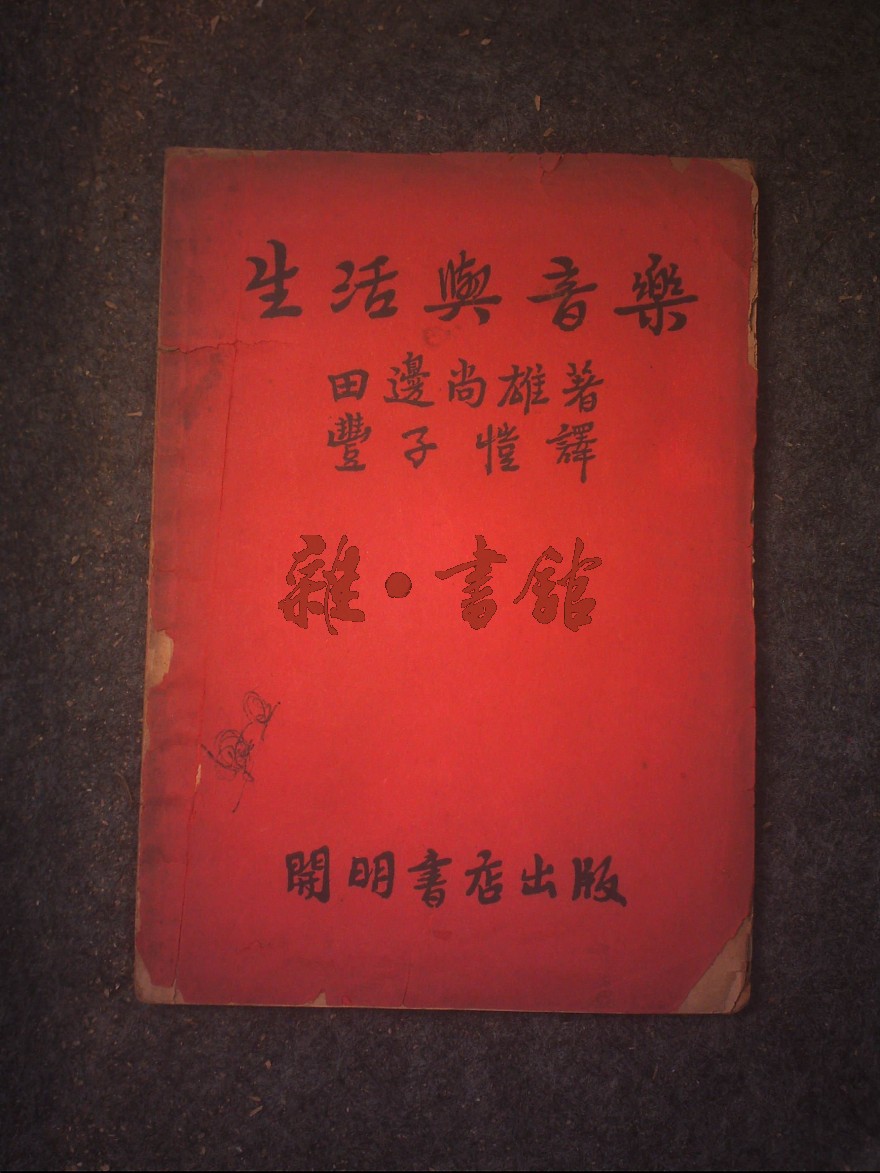 生活與音樂
田邊尚雄著
豐子愷譯
雜·書館
開明書店出版